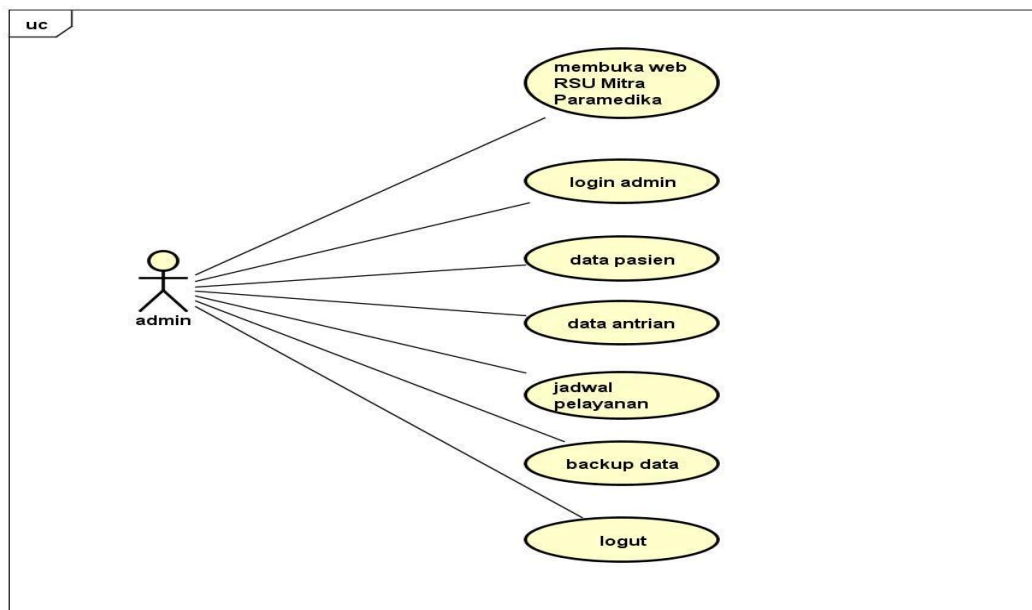 uc
membuka web
RSU Mitra
Paramedika
login admin
data pasien
admin
data antrian
jadwal
pelayanan
backup data
logut